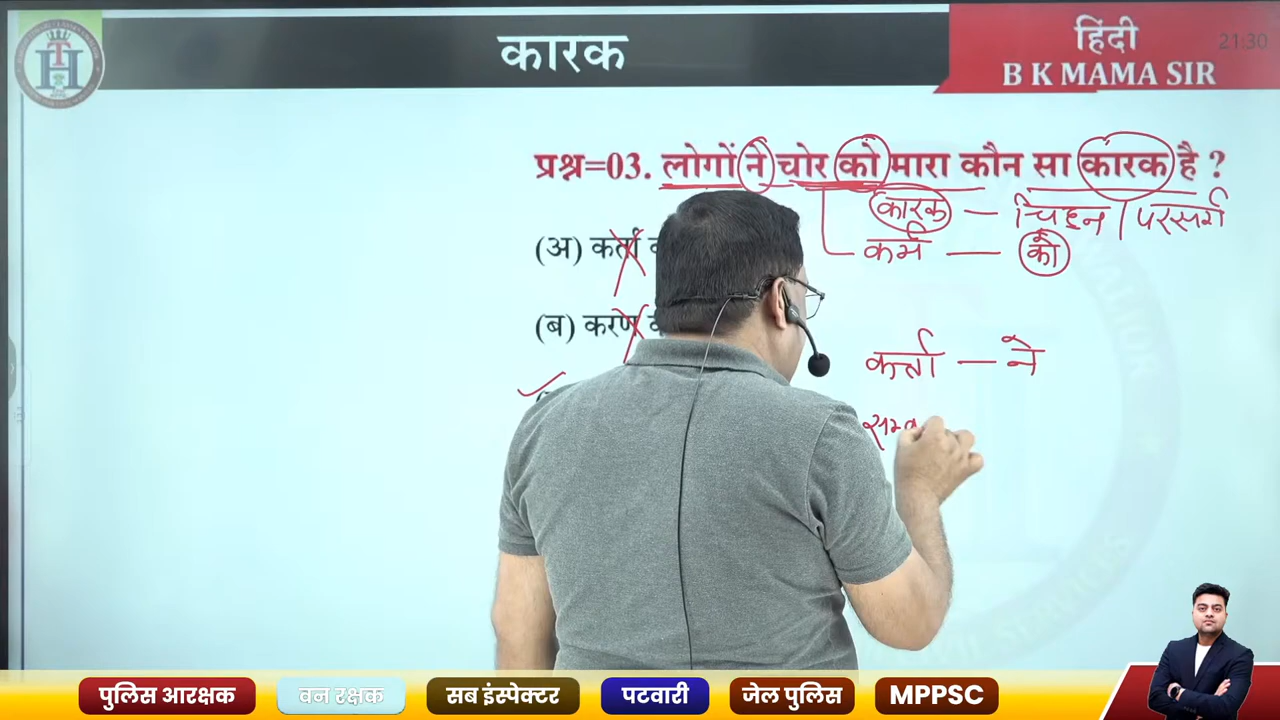 कारक
हिंदी
21:30
B K MAMA SIR
प्रश्न=03. लोगों ने चोर को मारा कौन सा कारक है ?
कारक – चिह्न / परसर्ग
(अ) कर्ता
कर्म — को
(ब) करण
कर्त्ता — ने
पुलिस आरक्षक
वन रक्षक
सब इंस्पेक्टर
पटवारी
जेल पुलिस
MPPSC